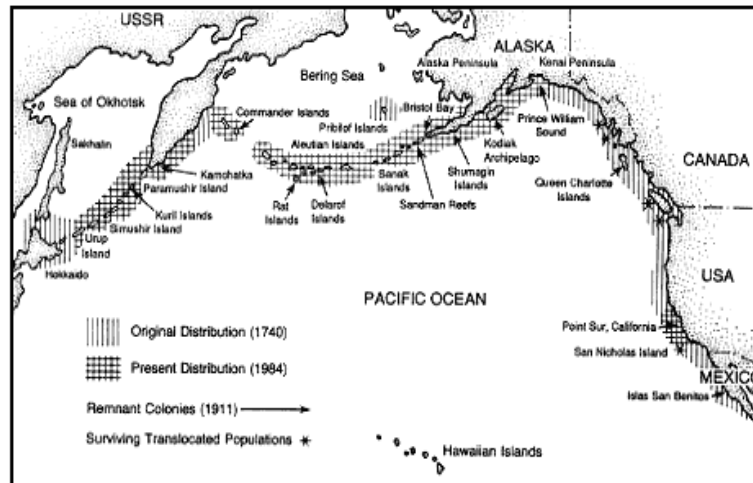 USSR
ALASKA
Kenai Peninsula
Bering Sea
Alaska Peninsula
Sea of Okhotsk
Commander Islands
Bristol Bay
Pribilof Islands
Prince William
Sound
Sakhalin
Aleutian Islands
Kodiak
Archipelago
CANADA
Kamchatka
Paramushir Island
Sanak
Islands
Shumagin
Islands
Queen Charlotte
Islands
Kuril Islands
Rat
Islands
Delarof
Islands
Sandman Reefs
Simushir Island
Urup
Island
Hokkaido
USA
PACIFIC OCEAN
Original Distribution (1740)
Point Sur, California
San Nicholas Island
Present Distribution (1984)
MEXICO
Islas San Benitos
Remnant Colonies (1911)
Surviving Translocated Populations *
Hawaiian Islands